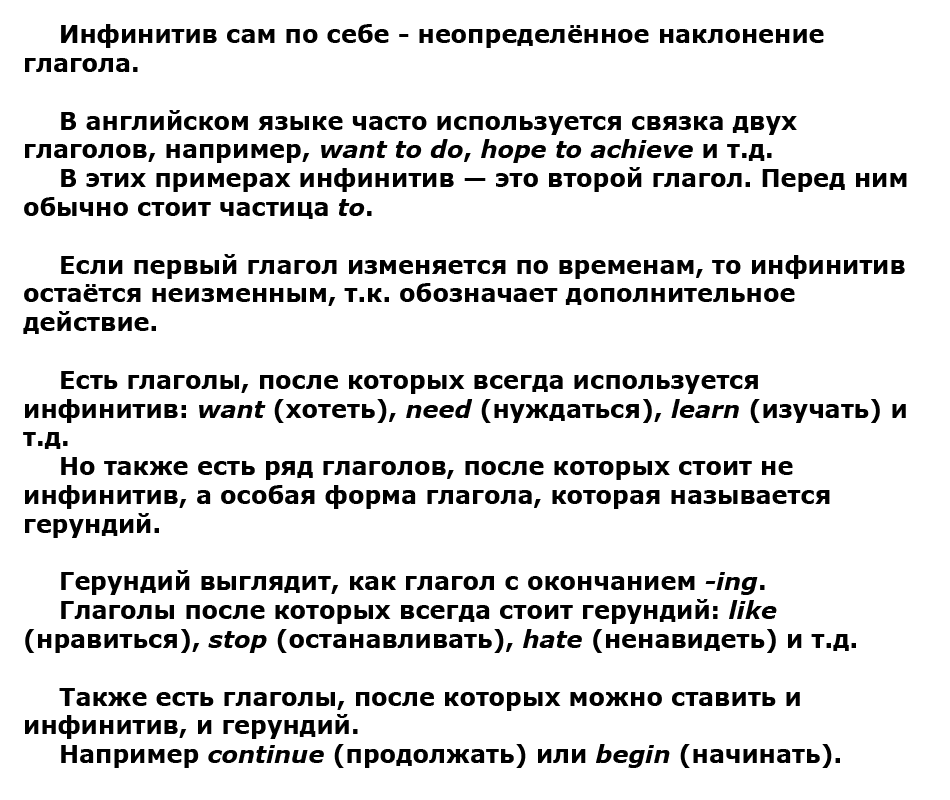 Инфинитив сам по себе - неопределённое наклонение
глагола.
В английском языке часто используется связка двух
глаголов, например, want to do, hope to achieve и т.д.
В этих примерах инфинитив — это второй глагол. Перед ним
обычно стоит частица to.
Если первый глагол изменяется по временам, то инфинитив
остаётся неизменным, т.к. обозначает дополнительное
действие.
Есть глаголы, после которых всегда используется
инфинитив: want (хотеть), need (нуждаться), learn (изучать) и
т.д.
Но также есть ряд глаголов, после которых стоит не
инфинитив, а особая форма глагола, которая называется
герундий.
Герундий выглядит, как глагол с окончанием -ing.
Глаголы после которых всегда стоит герундий: like
(нравиться), stop (останавливать), hate (ненавидеть) и т.д.
Также есть глаголы, после которых можно ставить и
инфинитив, и герундий.
Например continue (продолжать) или begin (начинать).